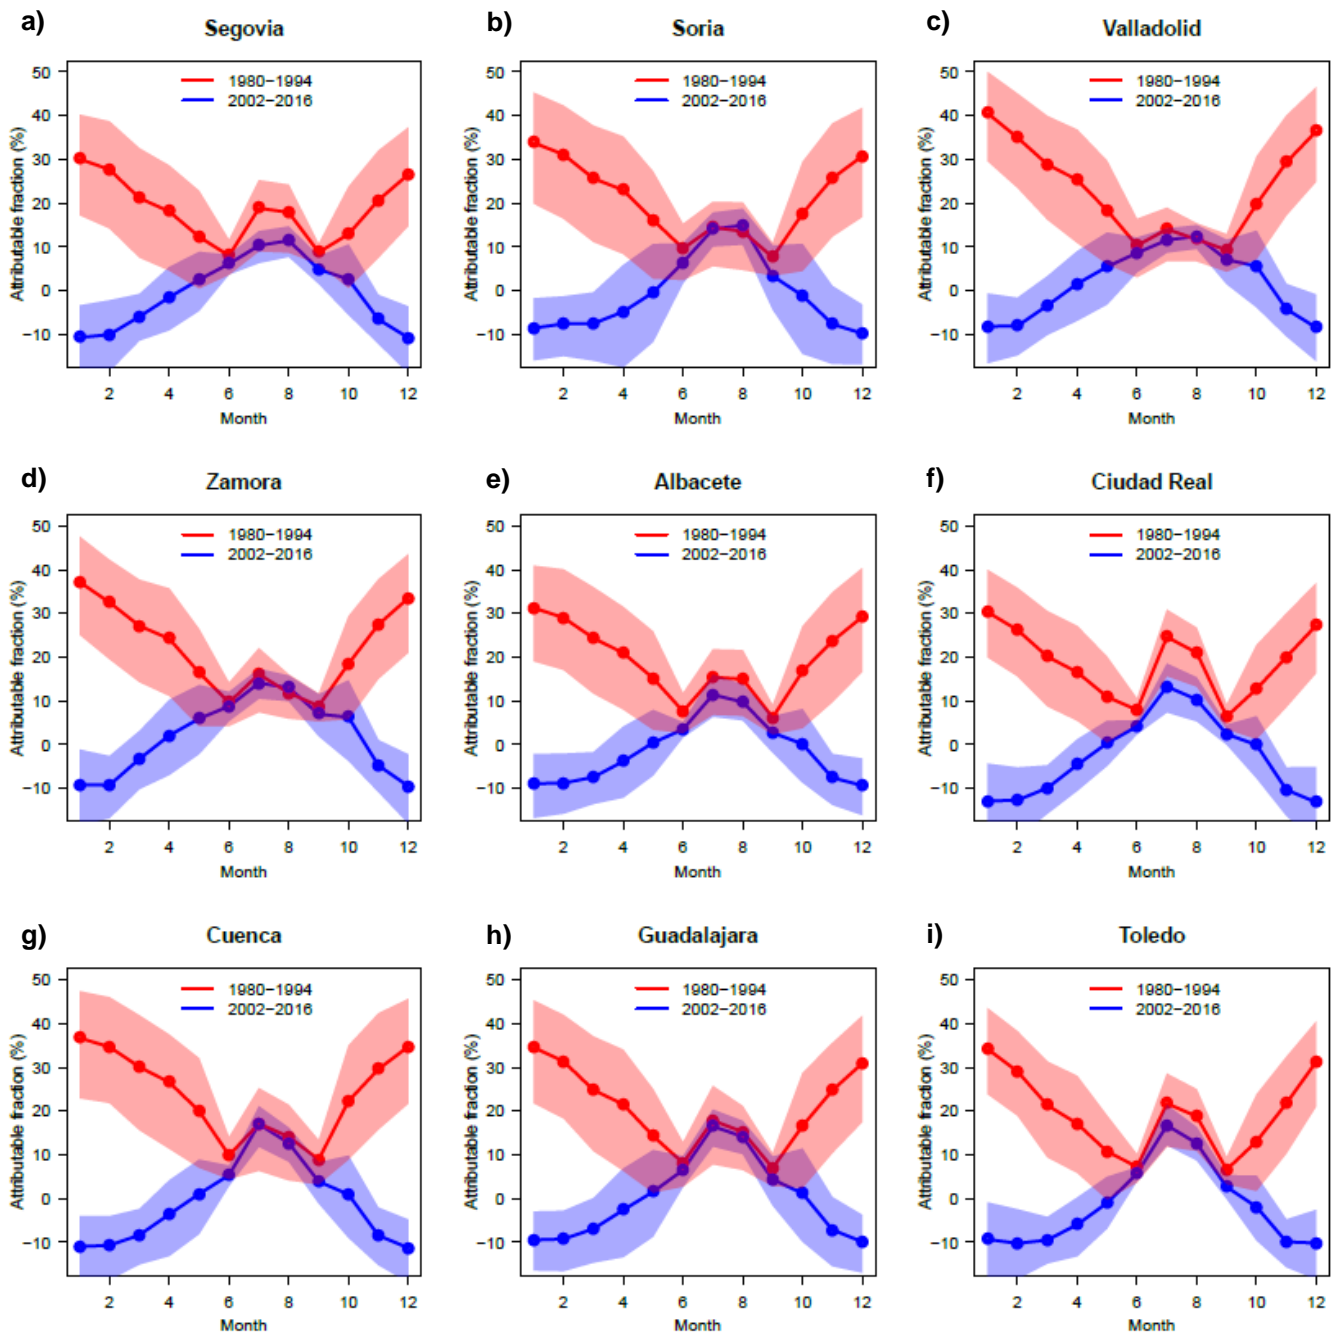 a) Segovia
b) Soria
c) Valladolid
50
40
30
20
10
0
−10
Attributable fraction (%)
1980−1994
2002−2016
2 4 6 8 10 12
Month
50
40
30
20
10
0
−10
Attributable fraction (%)
1980−1994
2002−2016
2 4 6 8 10 12
Month
50
40
30
20
10
0
−10
Attributable fraction (%)
1980−1994
2002−2016
2 4 6 8 10 12
Month
d) Zamora
e) Albacete
f) Ciudad Real
50
40
30
20
10
0
−10
Attributable fraction (%)
1980−1994
2002−2016
2 4 6 8 10 12
Month
50
40
30
20
10
0
−10
Attributable fraction (%)
1980−1994
2002−2016
2 4 6 8 10 12
Month
50
40
30
20
10
0
−10
Attributable fraction (%)
1980−1994
2002−2016
2 4 6 8 10 12
Month
g) Cuenca
h) Guadalajara
i) Toledo
50
40
30
20
10
0
−10
Attributable fraction (%)
1980−1994
2002−2016
2 4 6 8 10 12
Month
50
40
30
20
10
0
−10
Attributable fraction (%)
1980−1994
2002−2016
2 4 6 8 10 12
Month
50
40
30
20
10
0
−10
Attributable fraction (%)
1980−1994
2002−2016
2 4 6 8 10 12
Month